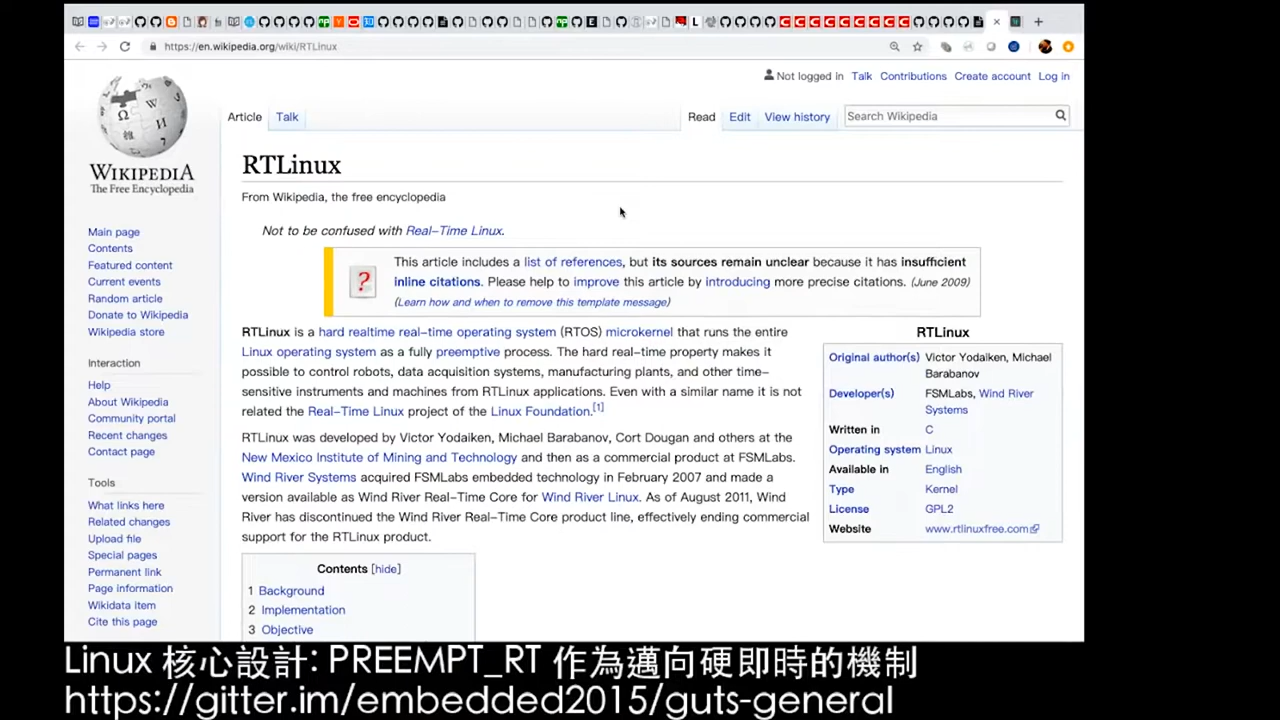 https://en.wikipedia.org/wiki/RTLinux
Not logged in Talk Contributions Create account Log in
Article Talk Read Edit View history Search Wikipedia
WIKIPEDIA
The Free Encyclopedia
Main page
Contents
Featured content
Current events
Random article
Donate to Wikipedia
Wikipedia store
Interaction
Help
About Wikipedia
Community portal
Recent changes
Contact page
Tools
What links here
Related changes
Upload file
Special pages
Permanent link
Page information
Wikidata item
Cite this page
RTLinux
From Wikipedia, the free encyclopedia
Not to be confused with Real-Time Linux.
This article includes a list of references, but its sources remain unclear because it has insufficient
inline citations. Please help to improve this article by introducing more precise citations. (June 2009)
(Learn how and when to remove this template message)
RTLinux is a hard realtime real-time operating system (RTOS) microkernel that runs the entire
Linux operating system as a fully preemptive process. The hard real-time property makes it
possible to control robots, data acquisition systems, manufacturing plants, and other time-
sensitive instruments and machines from RTLinux applications. Even with a similar name it is not
related the Real-Time Linux project of the Linux Foundation.[1]
RTLinux was developed by Victor Yodaiken, Michael Barabanov, Cort Dougan and others at the
New Mexico Institute of Mining and Technology and then as a commercial product at FSMLabs.
Wind River Systems acquired FSMLabs embedded technology in February 2007 and made a
version available as Wind River Real-Time Core for Wind River Linux. As of August 2011, Wind
River has discontinued the Wind River Real-Time Core product line, effectively ending commercial
support for the RTLinux product.
Contents [hide]
1 Background
2 Implementation
3 Objective
RTLinux
Original author(s) Victor Yodaiken, Michael
Barabanov
Developer(s) FSMLabs, Wind River
Systems
Written in C
Operating system Linux
Available in English
Type Kernel
License GPL2
Website www.rtlinuxfree.com
Linux 核心設計: PREEMPT_RT 作為邁向硬即時的機制
https://gitter.im/embedded2015/guts-general